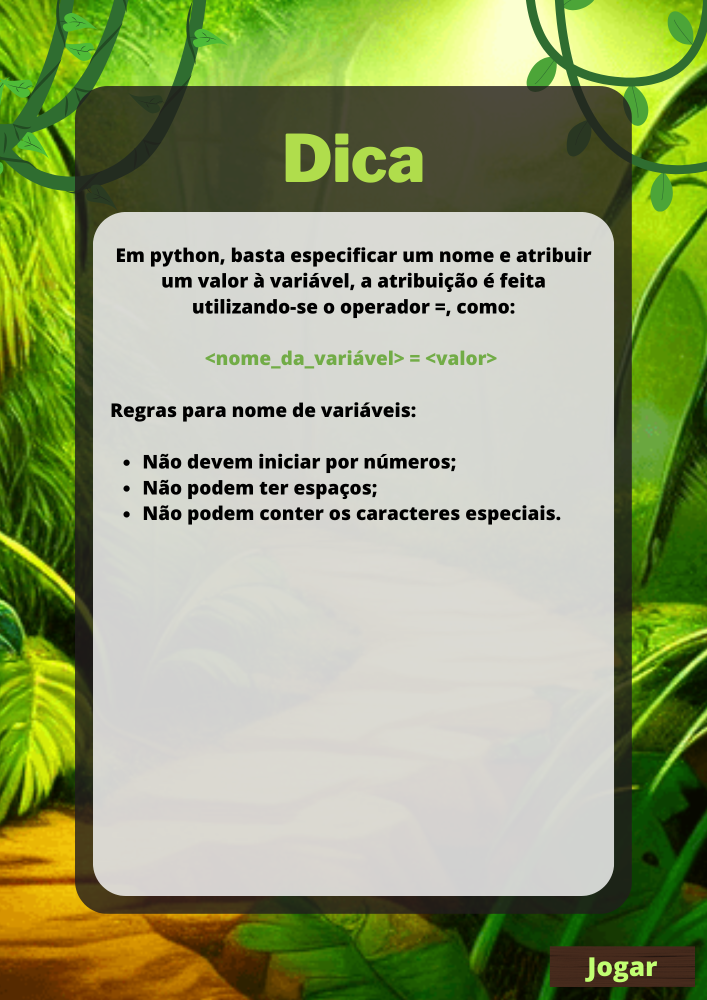 Dica
Em python, basta especificar um nome e atribuir
um valor à variável, a atribuição é feita
utilizando-se o operador =, como:
<nome_da_variável> = <valor>
Regras para nome de variáveis:
• Não devem iniciar por números;
• Não podem ter espaços;
• Não podem conter os caracteres especiais.
Jogar